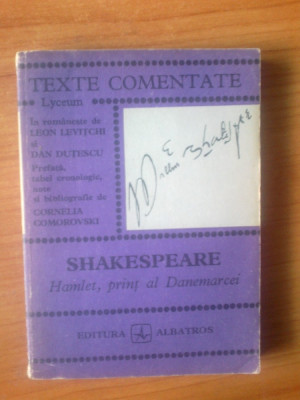 TEXTE COMENTATE
Lyceum
În românește de
LEON LEVIȚCHI
și
DAN DUȚESCU
Prefață,
tabel cronologic,
note
și bibliografie de
CORNELIA
COMOROVSKI
SHAKESPEARE
Hamlet, prinț al Danemarcei
EDITURA ALBATROS